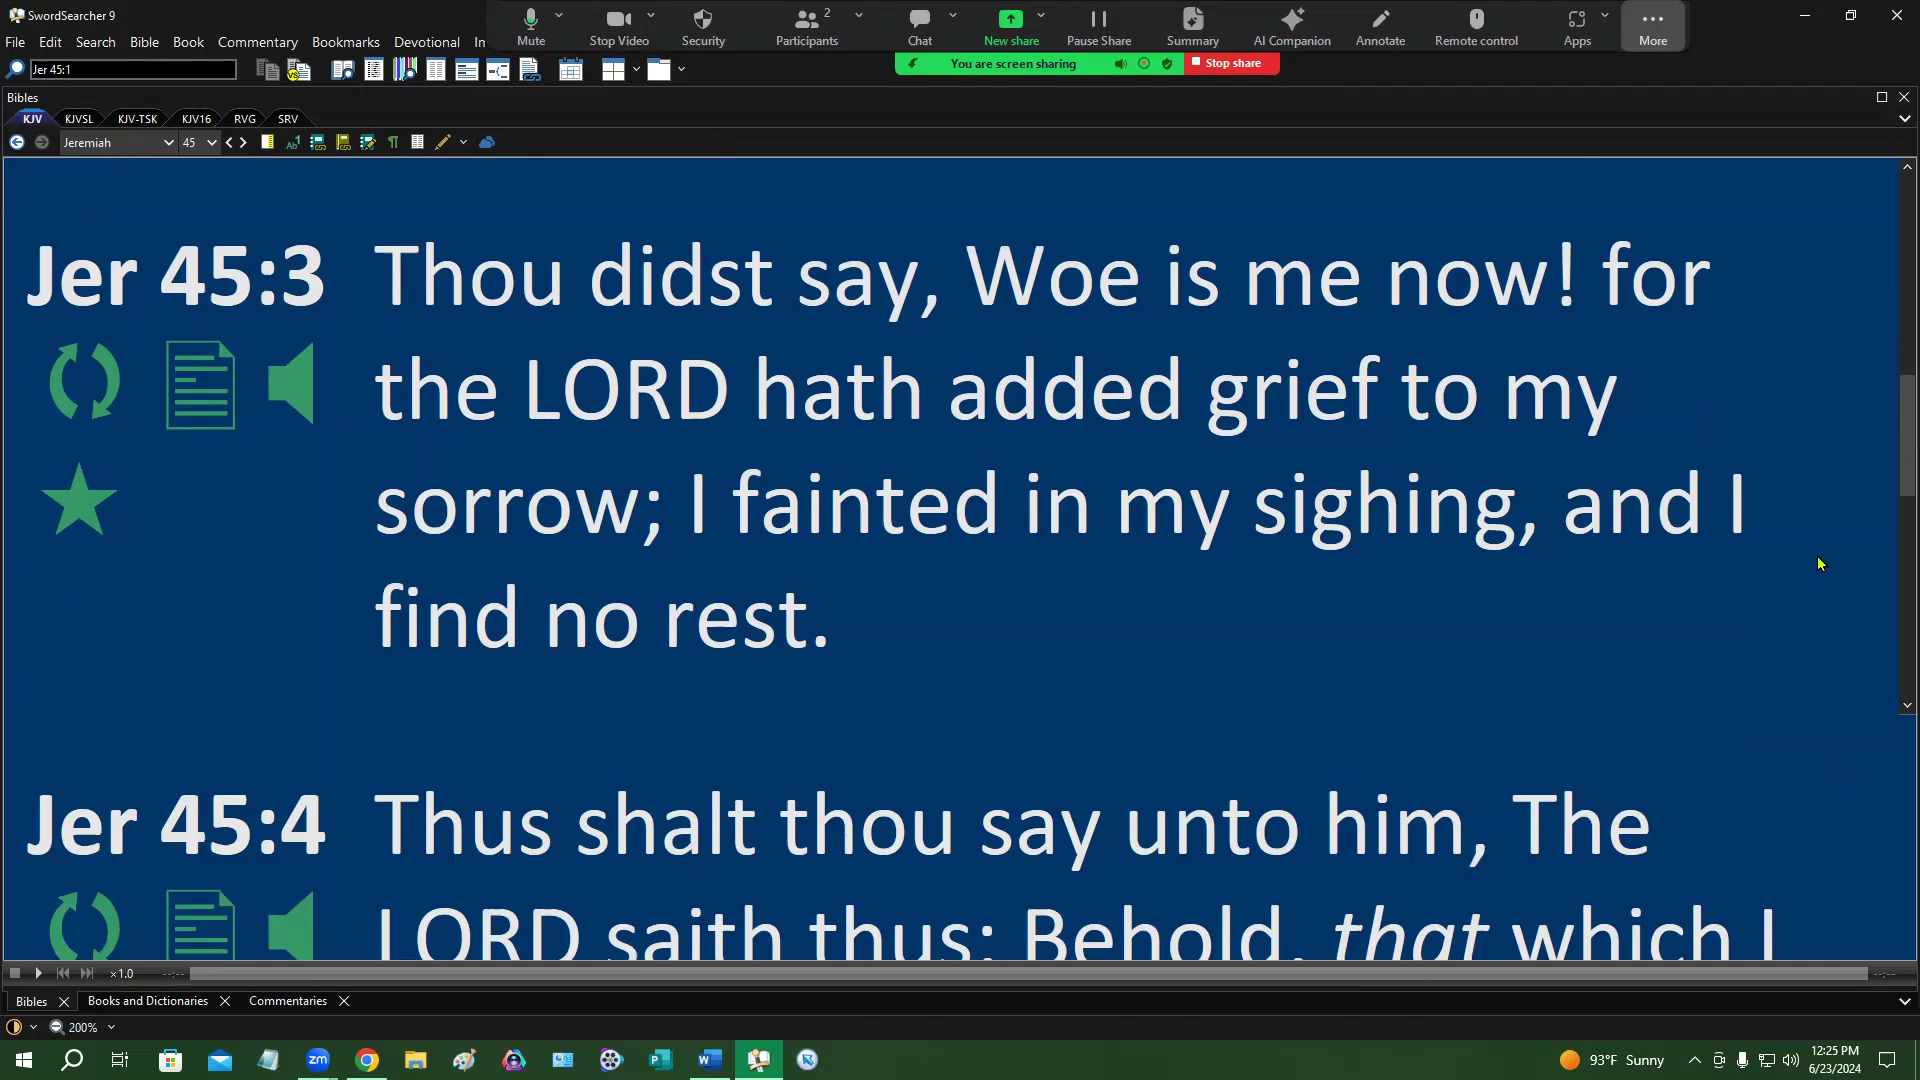 SwordSearcher 9
Mute
Stop Video
Security
2
Participants
Chat
New share
Pause Share
Summary
AI Companion
Annotate
Remote control
Apps
More
File Edit Search Bible Book Commentary Bookmarks Devotional
You are screen sharing
Stop share
Jer 45:1
Bibles
KJV KJVSL KJV-TSK KJV16 RVG SRV
Jeremiah 45
Jer 45:3 Thou didst say, Woe is me now! for
the LORD hath added grief to my
sorrow; I fainted in my sighing, and I
find no rest.
Jer 45:4 Thus shalt thou say unto him, The
LORD saith thus; Behold, that which I
×1.0 --:-- --:--
Bibles Books and Dictionaries Commentaries
200%
93°F Sunny
12:25 PM
6/23/2024